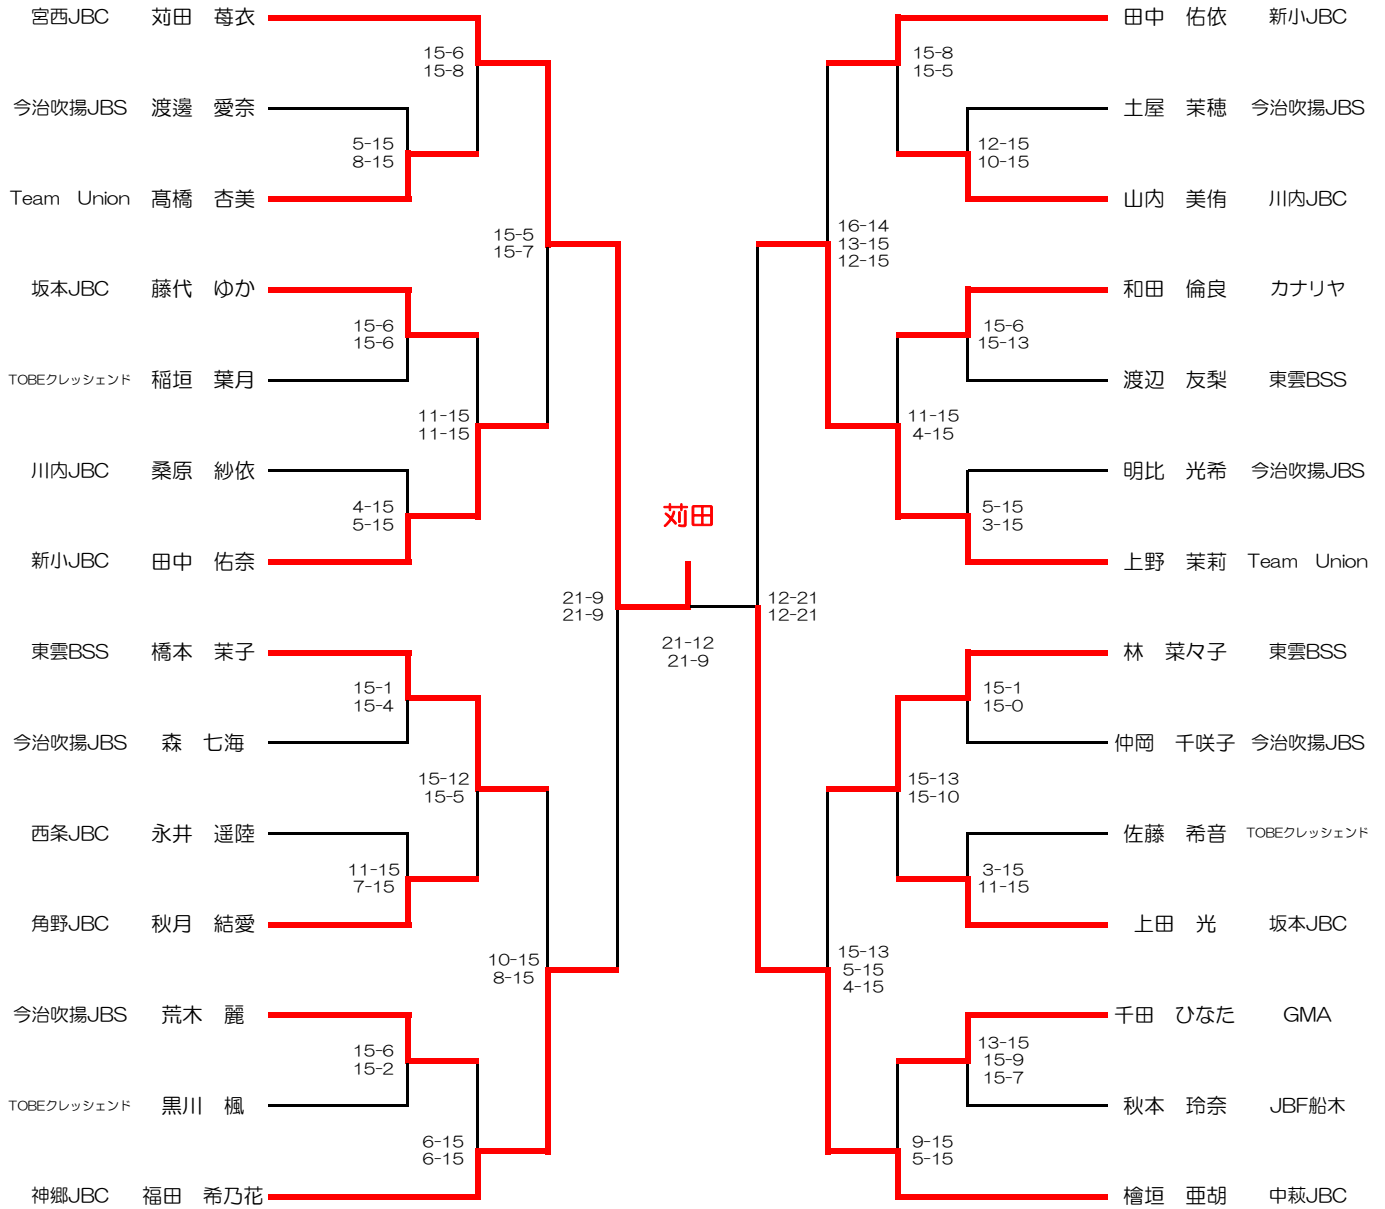 宮西JBC 苅田 苺衣
15-6
15-8
今治吹揚JBS 渡邊 愛奈
5-15
8-15
Team Union 髙橋 杏美
15-5
15-7
坂本JBC 藤代 ゆか
15-6
15-6
TOBEクレッシェンド 稲垣 葉月
11-15
11-15
川内JBC 桑原 紗依
4-15
5-15
新小JBC 田中 佑奈
21-9
21-9
東雲BSS 橋本 茉子
15-1
15-4
今治吹揚JBS 森 七海
15-12
15-5
西条JBC 永井 遥陸
11-15
7-15
角野JBC 秋月 結愛
10-15
8-15
今治吹揚JBS 荒木 麗
15-6
15-2
TOBEクレッシェンド 黒川 楓
6-15
6-15
神郷JBC 福田 希乃花
苅田
21-12
21-9
田中 佑依 新小JBC
15-8
15-5
土屋 茉穂 今治吹揚JBS
12-15
10-15
山内 美侑 川内JBC
16-14
13-15
12-15
和田 倫良 カナリヤ
15-6
15-13
渡辺 友梨 東雲BSS
11-15
4-15
明比 光希 今治吹揚JBS
5-15
3-15
上野 茉莉 Team Union
12-21
12-21
林 菜々子 東雲BSS
15-1
15-0
仲岡 千咲子 今治吹揚JBS
15-13
15-10
佐藤 希音 TOBEクレッシェンド
3-15
11-15
上田 光 坂本JBC
15-13
5-15
4-15
千田 ひなた GMA
13-15
15-9
15-7
秋本 玲奈 JBF船木
9-15
5-15
檜垣 亜胡 中萩JBC